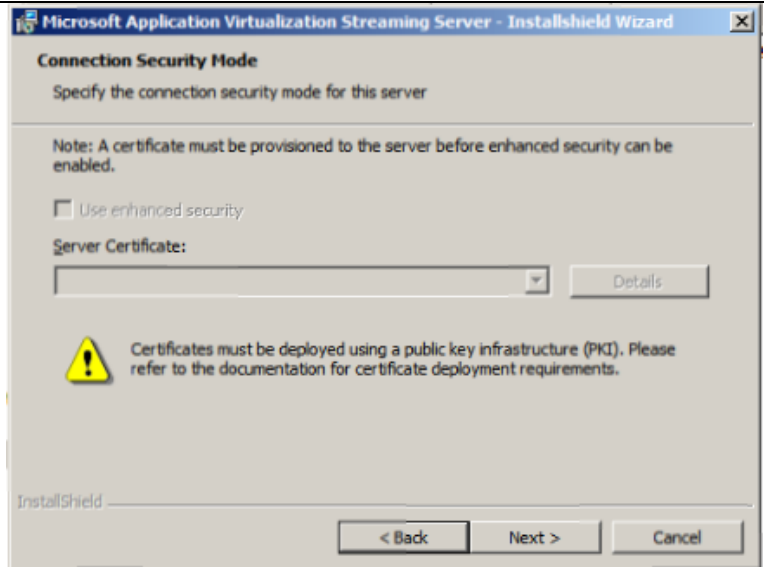 Microsoft Application Virtualization Streaming Server - Installshield Wizard
Connection Security Mode
Specify the connection security mode for this server
Note: A certificate must be provisioned to the server before enhanced security can be
enabled.
Use enhanced security
Server Certificate:
Details
Certificates must be deployed using a public key infrastructure (PKI). Please
refer to the documentation for certificate deployment requirements.
InstallShield
< Back Next > Cancel